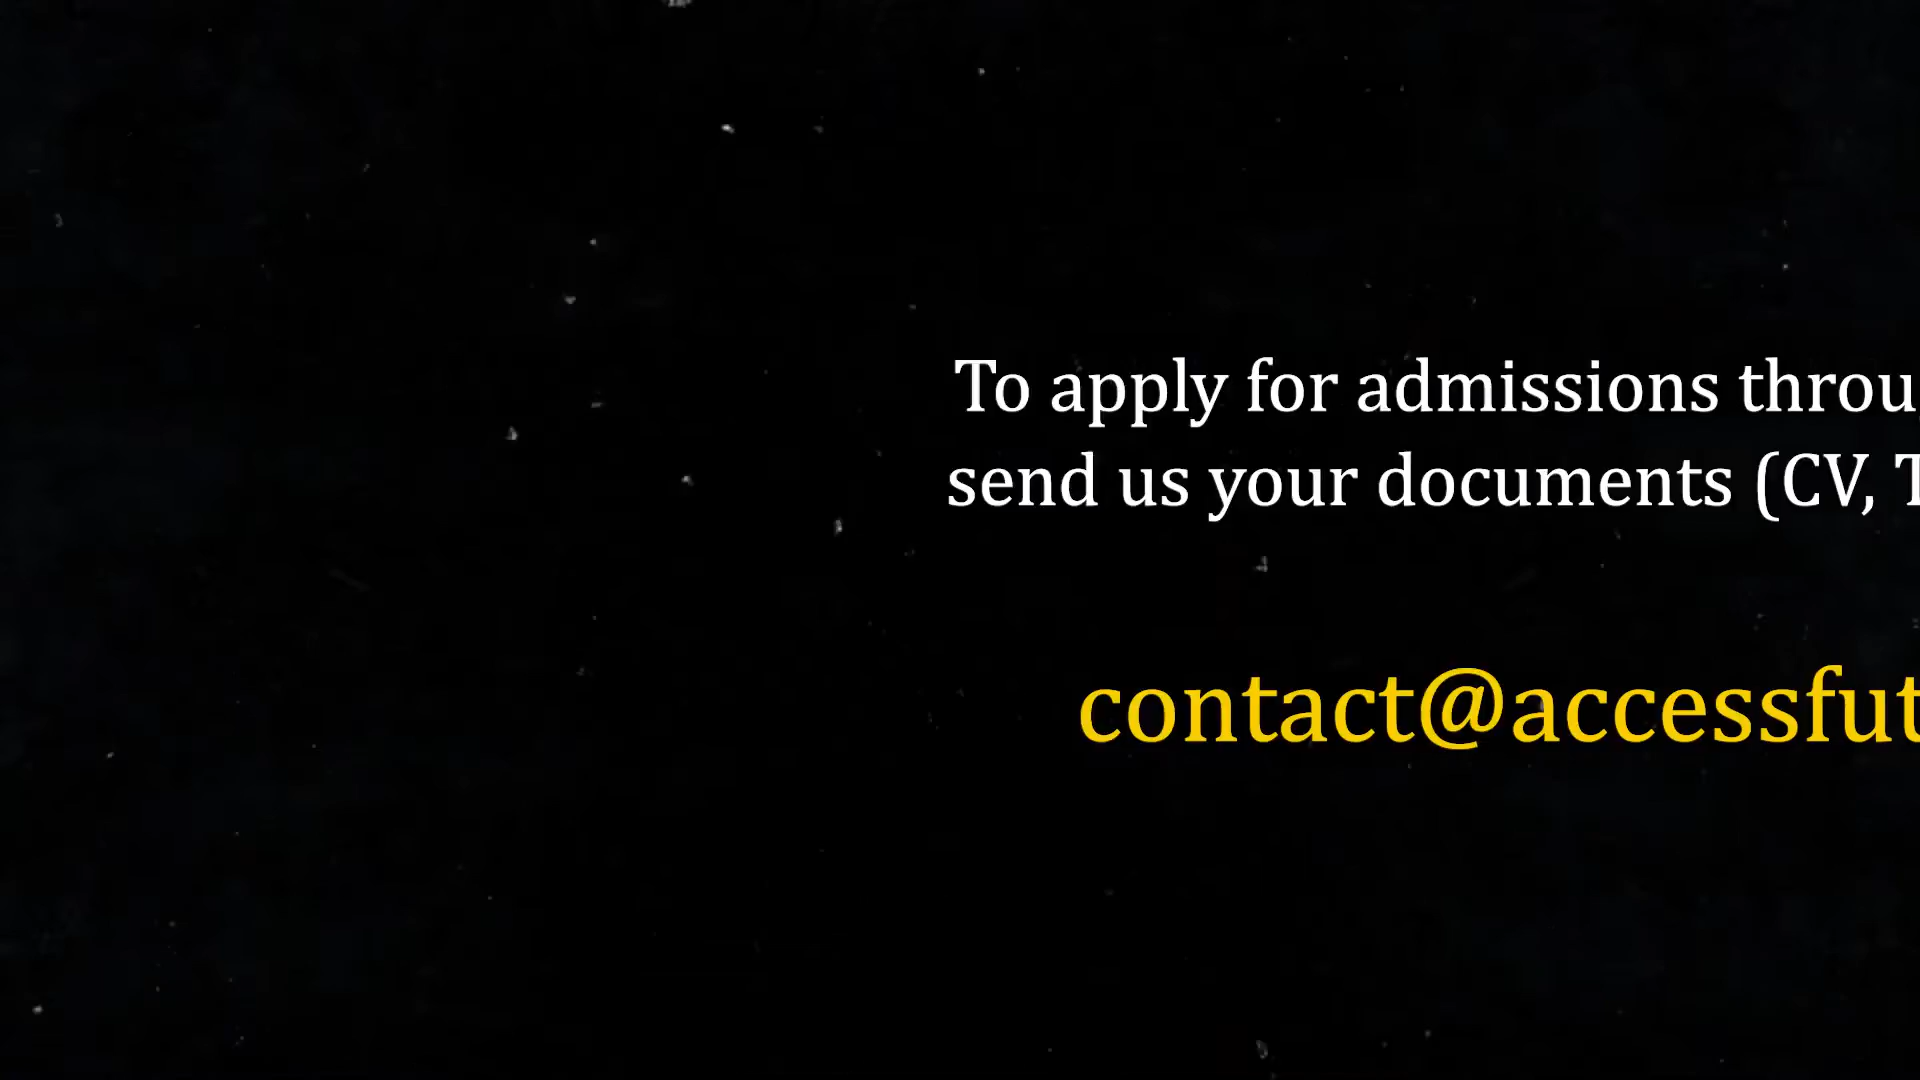 To apply for admissions throu
send us your documents (CV, T
contact@accessfut